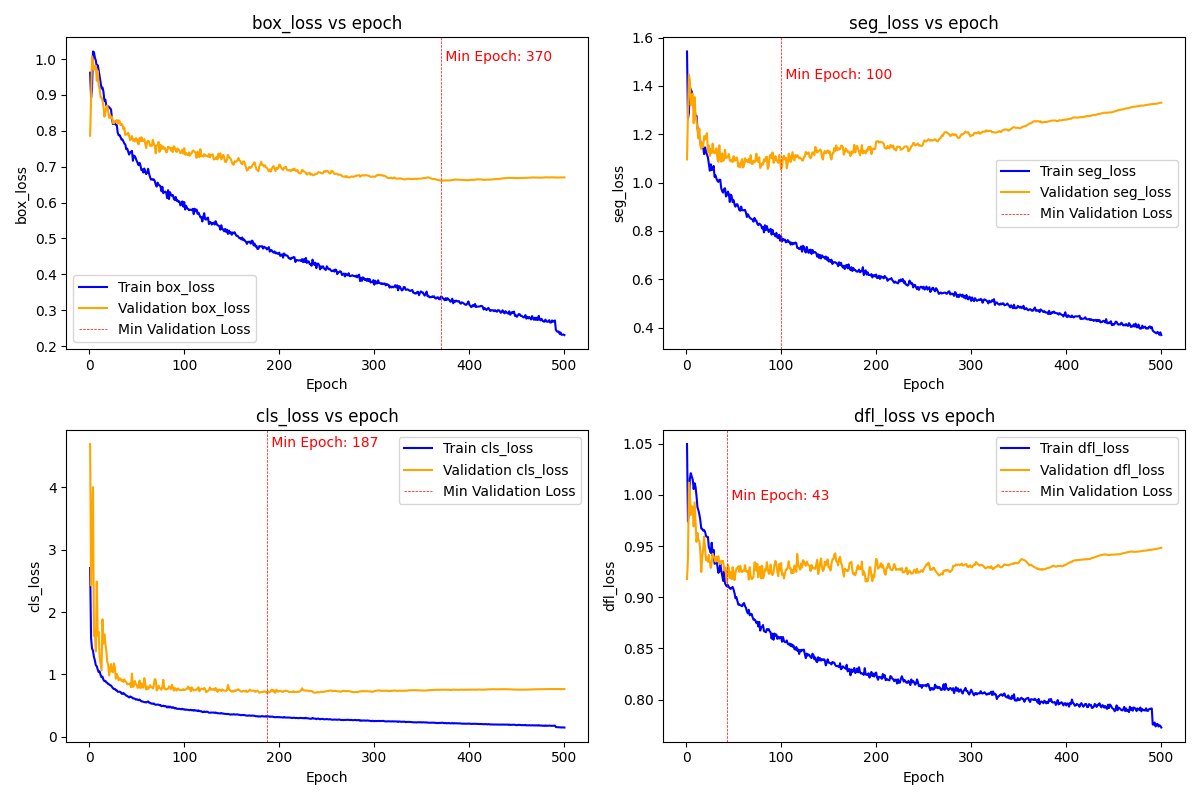 box_loss vs epoch
Min Epoch: 370
1.0
0.9
0.8
0.7
0.6
0.5
0.4
0.3
0.2
box_loss
Train box_loss
Validation box_loss
Min Validation Loss
0 100 200 300 400 500
Epoch
seg_loss vs epoch
Min Epoch: 100
1.6
1.4
1.2
1.0
0.8
0.6
0.4
seg_loss
Train seg_loss
Validation seg_loss
Min Validation Loss
0 100 200 300 400 500
Epoch
cls_loss vs epoch
Min Epoch: 187
Train cls_loss
Validation cls_loss
Min Validation Loss
4
3
2
1
0
cls_loss
0 100 200 300 400 500
Epoch
dfl_loss vs epoch
Train dfl_loss
Validation dfl_loss
Min Validation Loss
Min Epoch: 43
1.05
1.00
0.95
0.90
0.85
0.80
dfl_loss
0 100 200 300 400 500
Epoch